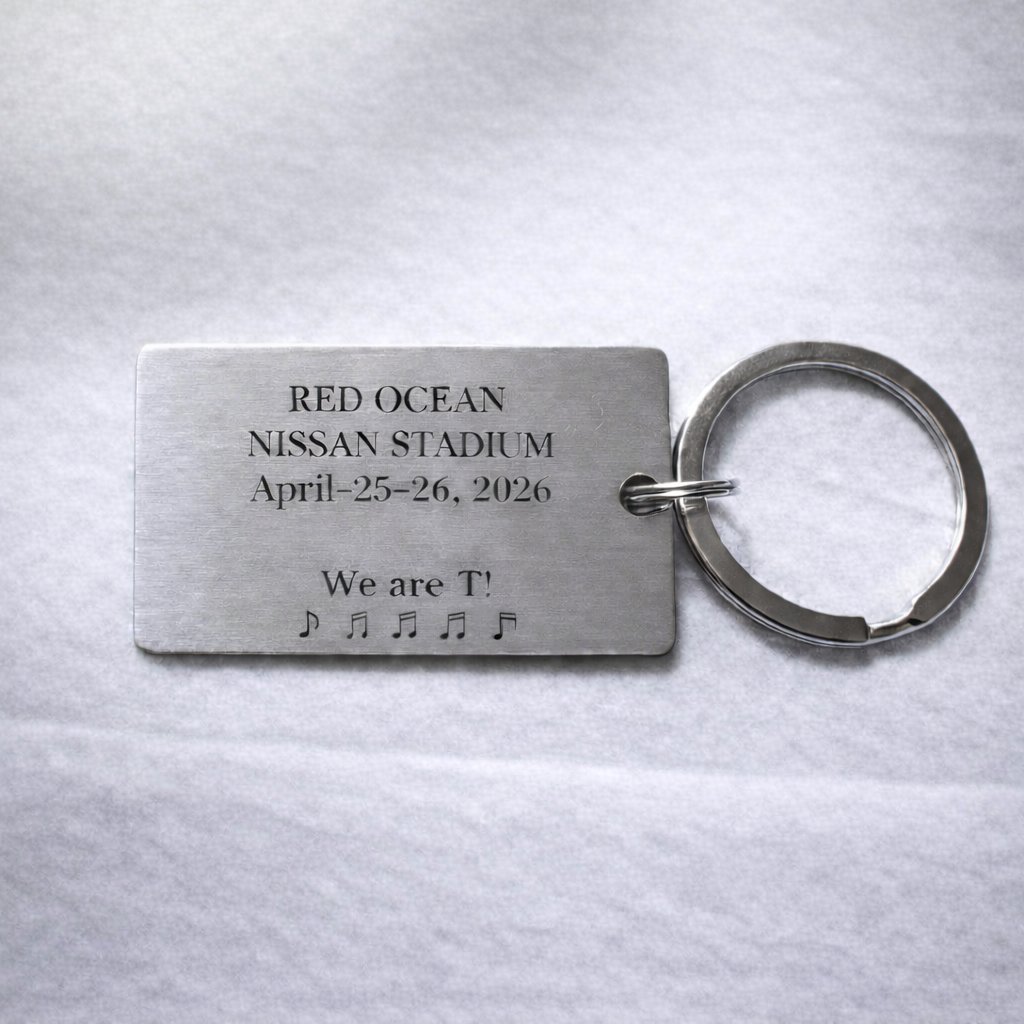 RED OCEAN
NISSAN STADIUM
April-25-26, 2026
We are T!